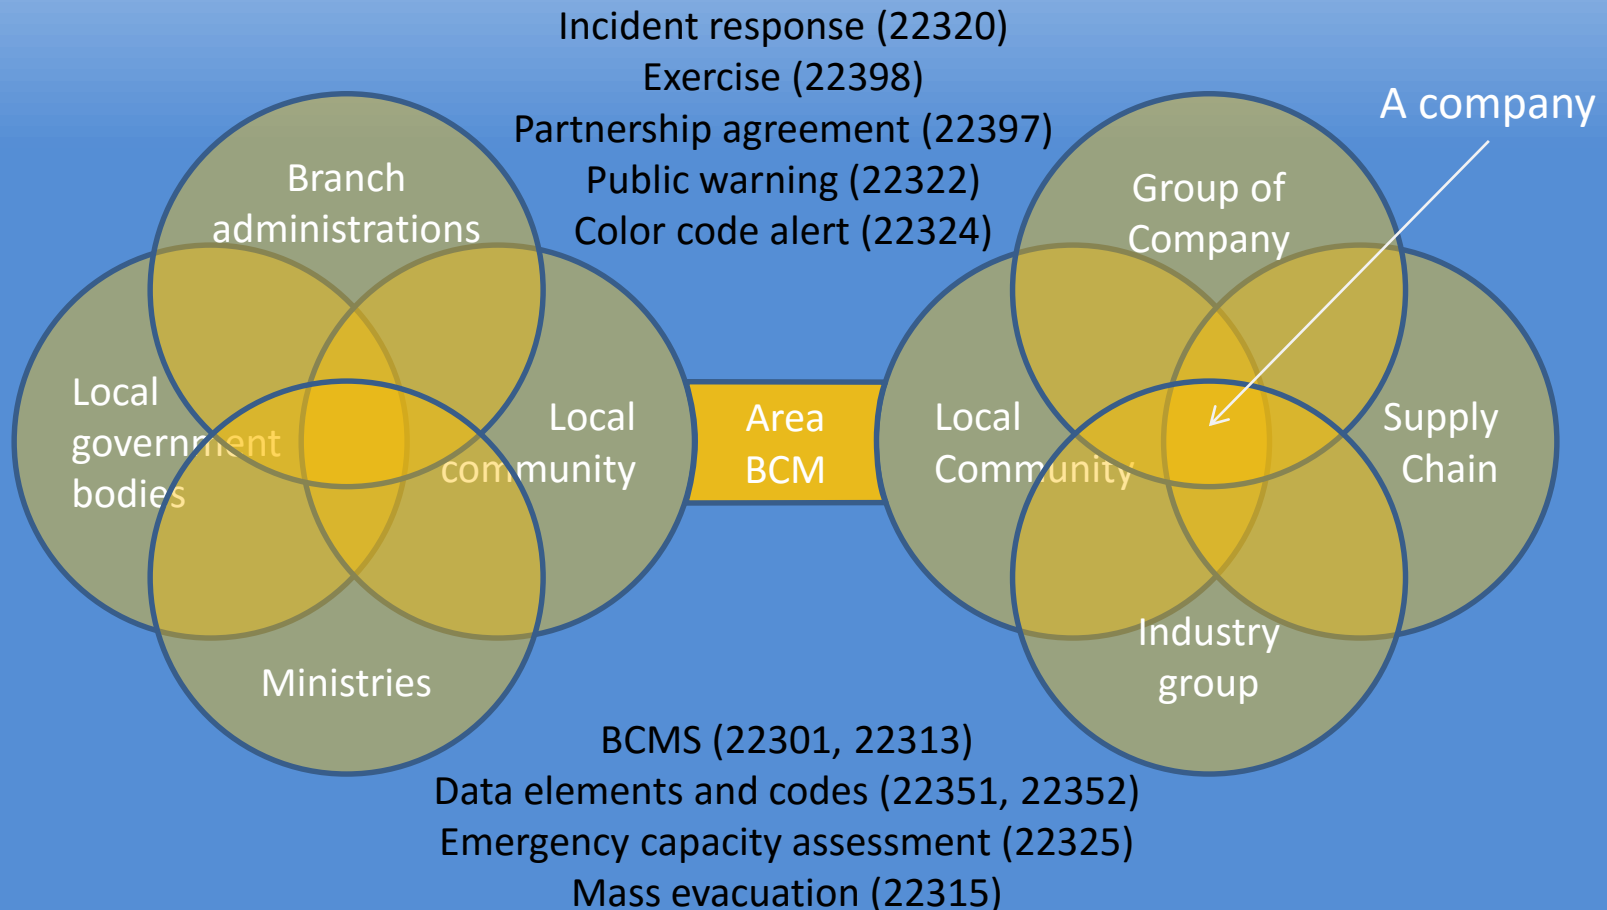 Incident response (22320)
Exercise (22398)
Partnership agreement (22397)
Public warning (22322)
Color code alert (22324)
A company
Branch
administrations
Local
government
bodies
Local
community
Ministries
Area
BCM
Group of
Company
Local
Community
Supply
Chain
Industry
group
BCMS (22301, 22313)
Data elements and codes (22351, 22352)
Emergency capacity assessment (22325)
Mass evacuation (22315)